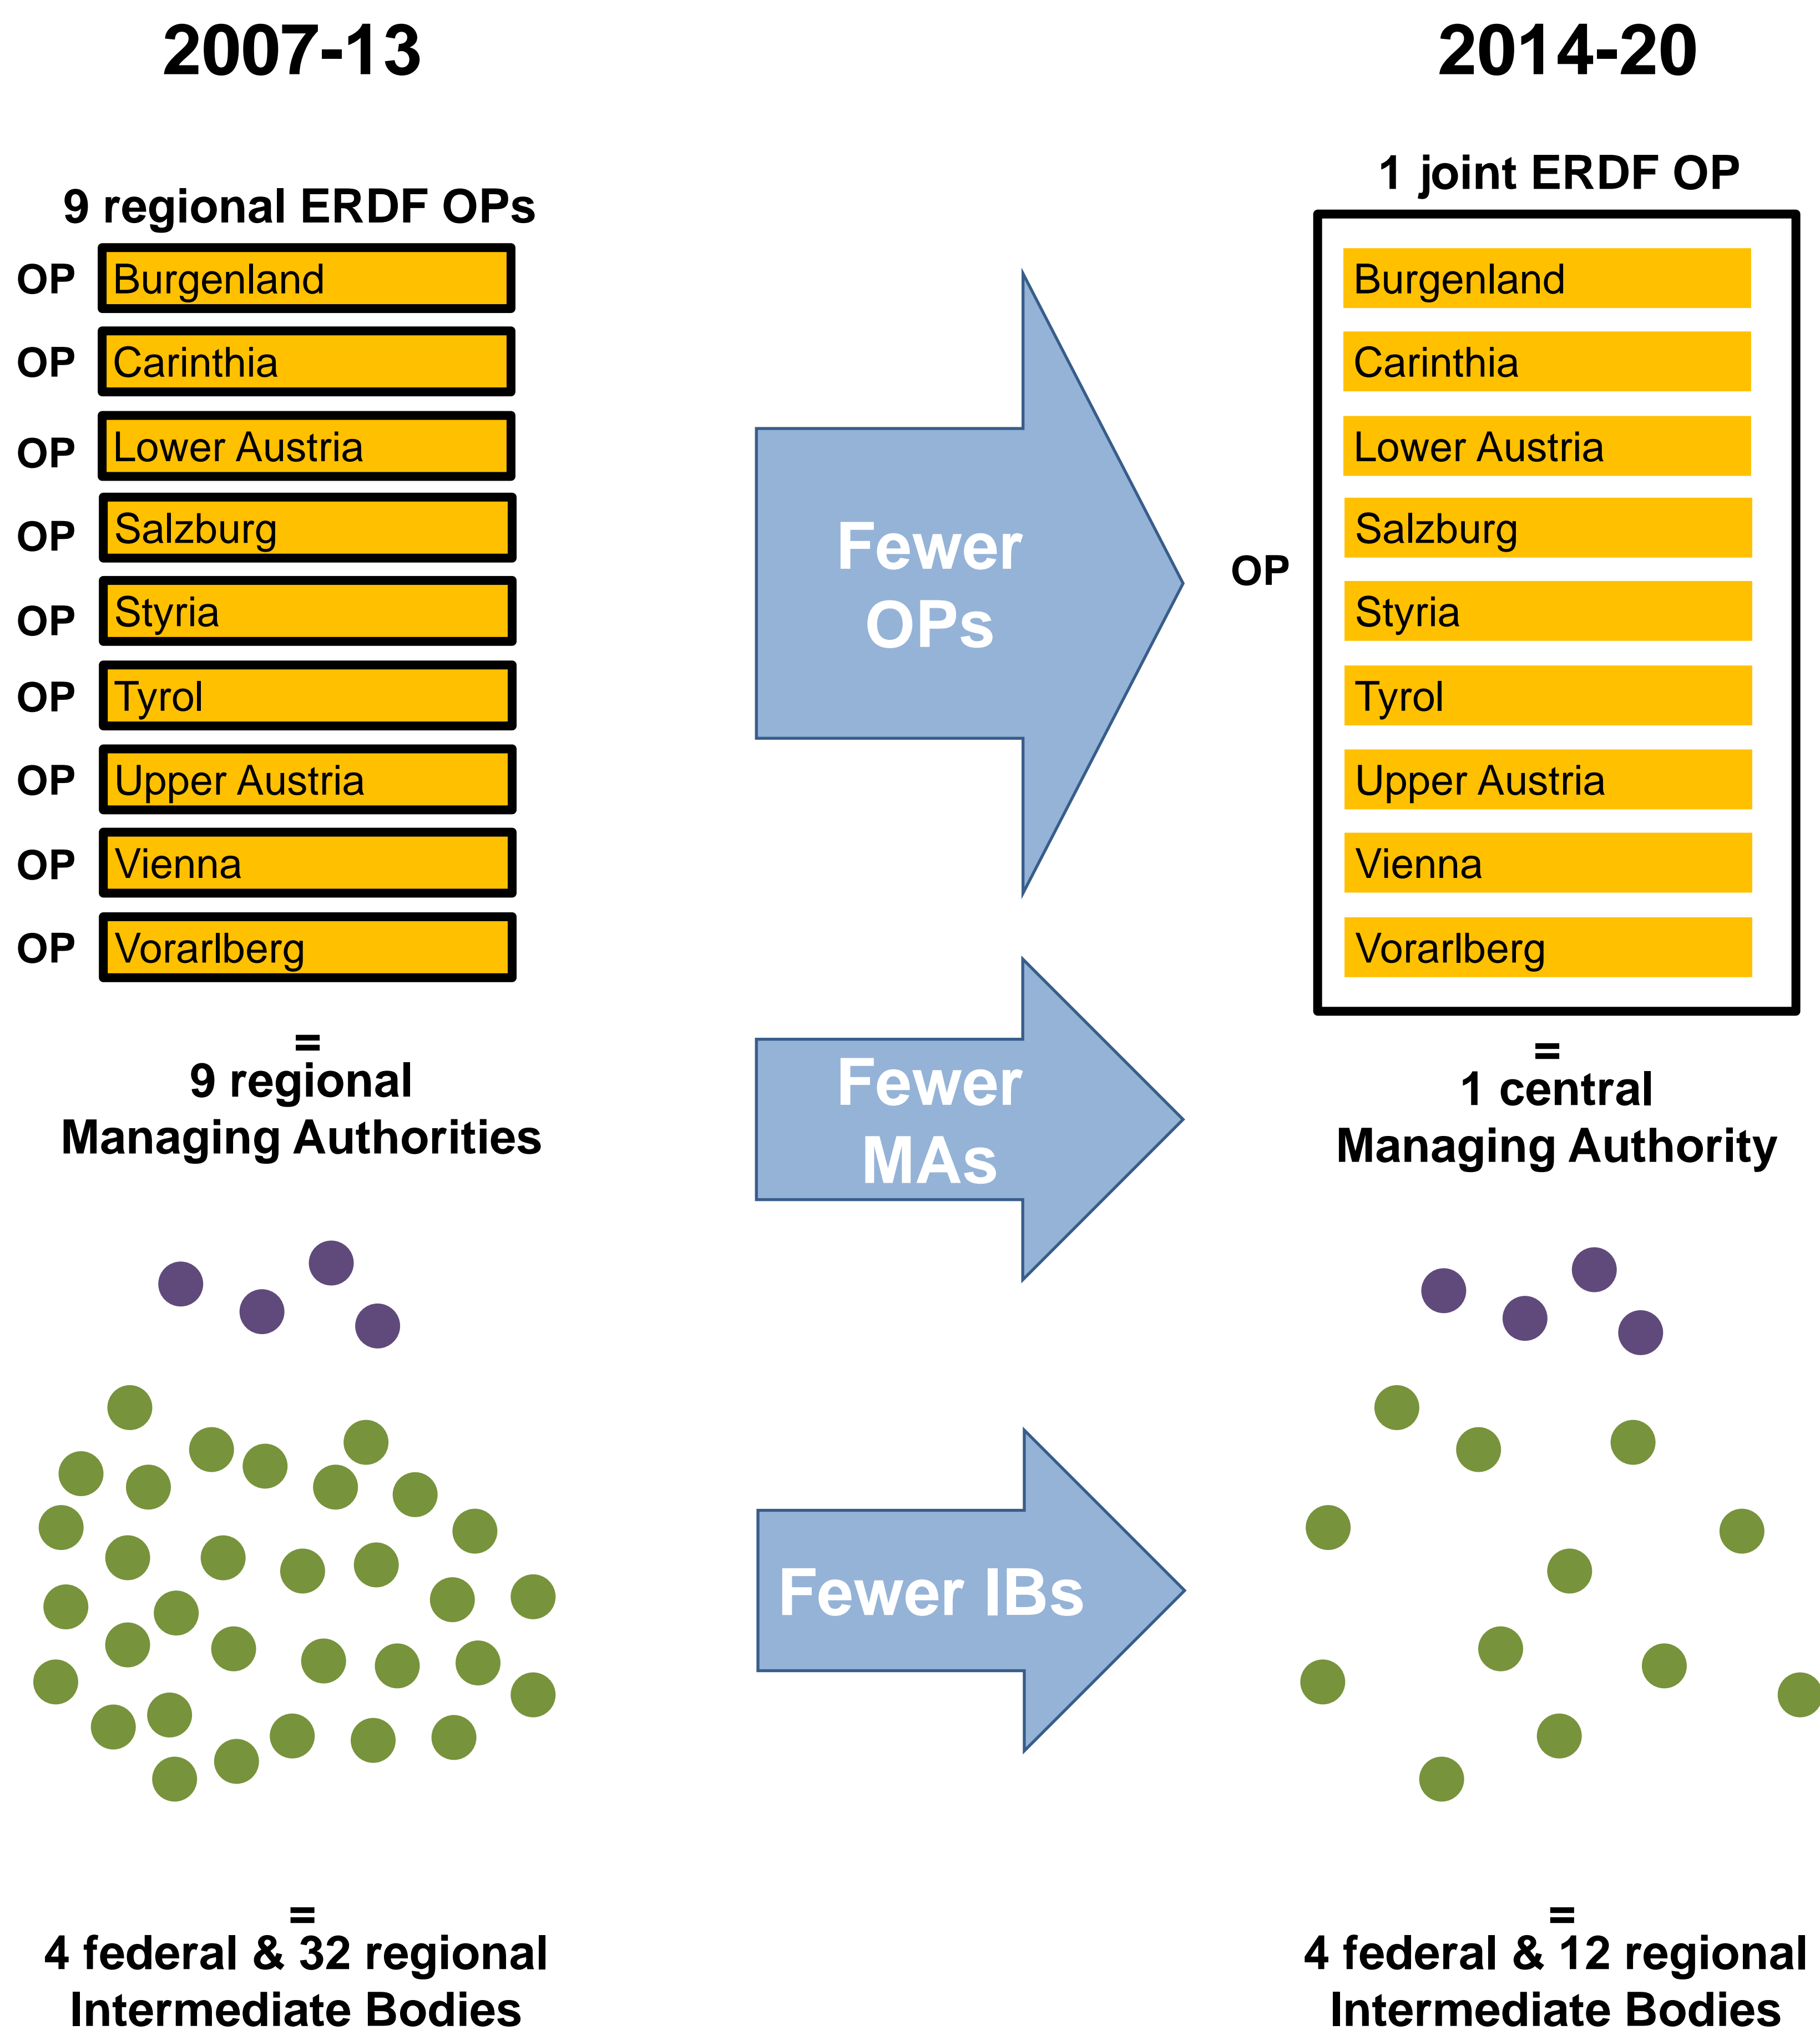 2007-13
9 regional ERDF OPs
OP Burgenland
OP Carinthia
OP Lower Austria
OP Salzburg
OP Styria
OP Tyrol
OP Upper Austria
OP Vienna
OP Vorarlberg
=
9 regional
Managing Authorities
=
4 federal & 32 regional
Intermediate Bodies
Fewer
OPs
Fewer
MAs
Fewer IBs
2014-20
1 joint ERDF OP
Burgenland
Carinthia
Lower Austria
Salzburg
OP
Styria
Tyrol
Upper Austria
Vienna
Vorarlberg
=
1 central
Managing Authority
=
4 federal & 12 regional
Intermediate Bodies